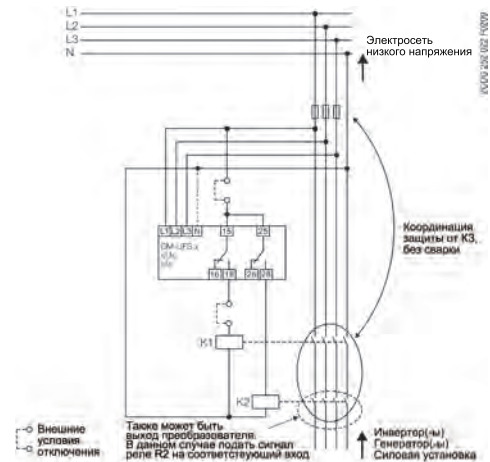 L1
L2
L3
N
Электросеть
низкого напряжения
L1 L2 L3 N 15 25
CM-UFS.x
16 18 26 28
Координация
защиты от КЗ,
без сварки
K1
K2
Внешние
условия
отключения
Также может быть
выход преобразователя.
В данном случае подать сигнал
реле R2 на соответствующий вход
Инвертор(-ы)
Генератор(-ы)
Силовая установка